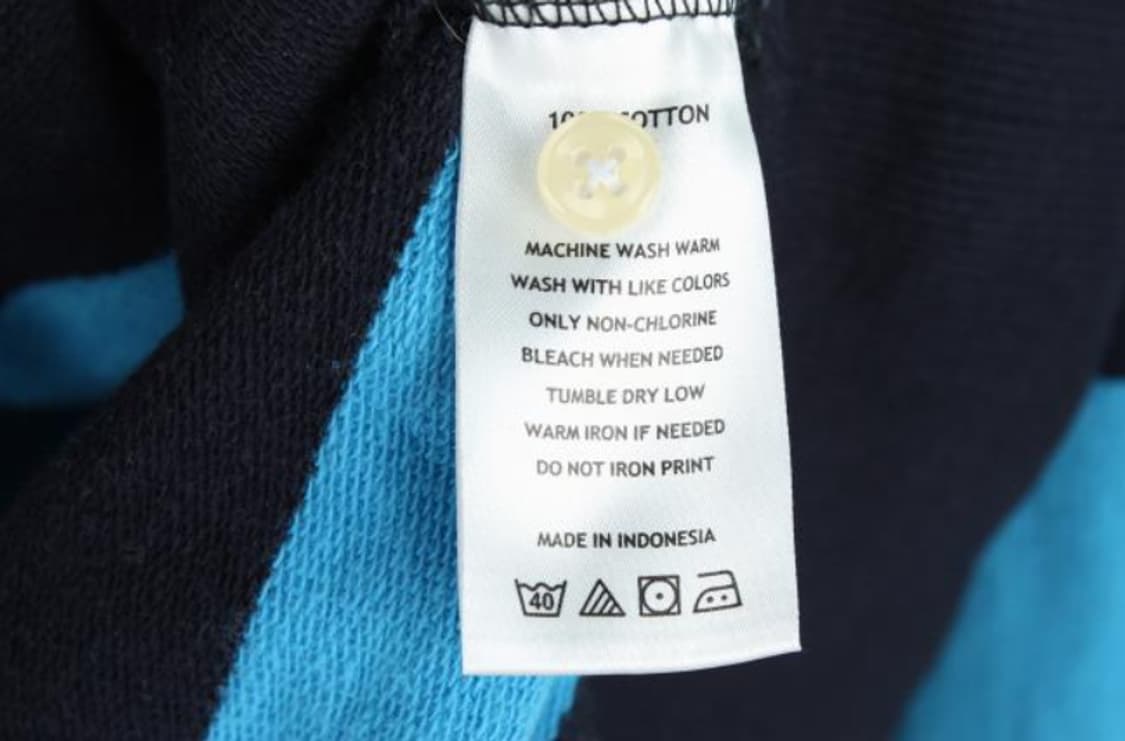 MACHINE WASH WARM
WASH WITH LIKE COLORS
ONLY NON-CHLORINE
BLEACH WHEN NEEDED
TUMBLE DRY LOW
WARM IRON IF NEEDED
DO NOT IRON PRINT
MADE IN INDONESIA
40